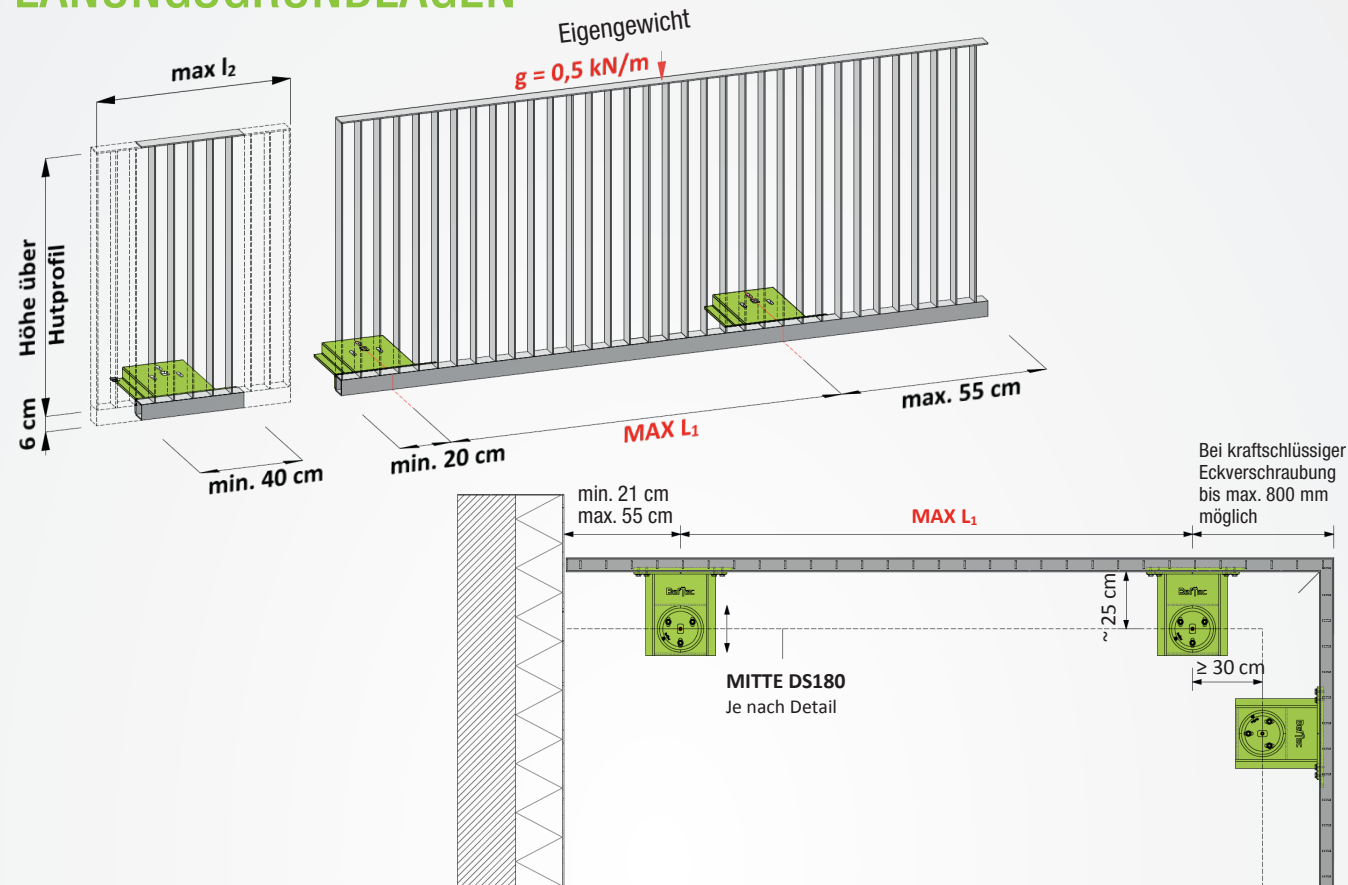 LANUNGSGRUNDLAGEN
Eigengewicht
g = 0,5 kN/m
max l₂
Höhe über
Hutprofil
6 cm
min. 40 cm
min. 20 cm
MAX L₁
max. 55 cm
Bei kraftschlüssiger
Eckverschraubung
bis max. 800 mm
möglich
min. 21 cm
max. 55 cm
MAX L₁
~ 25 cm
≥ 30 cm
MITTE DS180
Je nach Detail